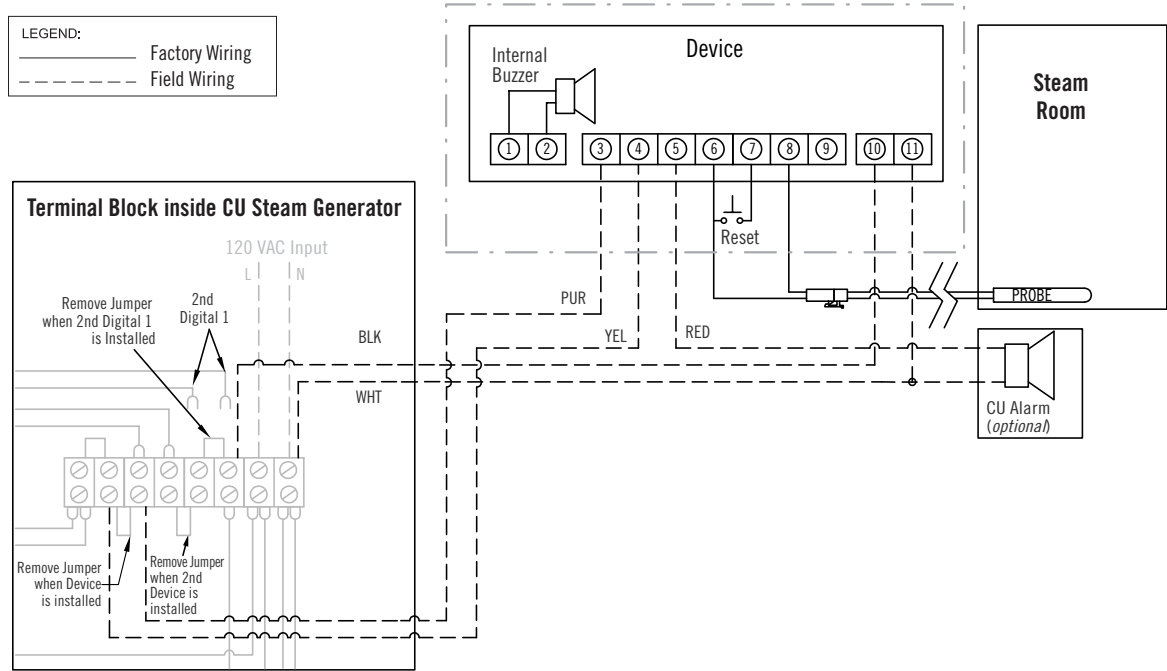 LEGEND:
Factory Wiring
Field Wiring
Device
Internal
Buzzer
1 2 3 4 5 6 7 8 9 10 11
Reset
Steam
Room
PROBE
Terminal Block inside CU Steam Generator
120 VAC Input
L N
Remove Jumper
when 2nd Digital 1
is Installed
2nd
Digital 1
BLK
WHT
PUR
YEL
RED
CU Alarm
(optional)
Remove Jumper
when Device
is installed
Remove Jumper
when 2nd
Device is
installed